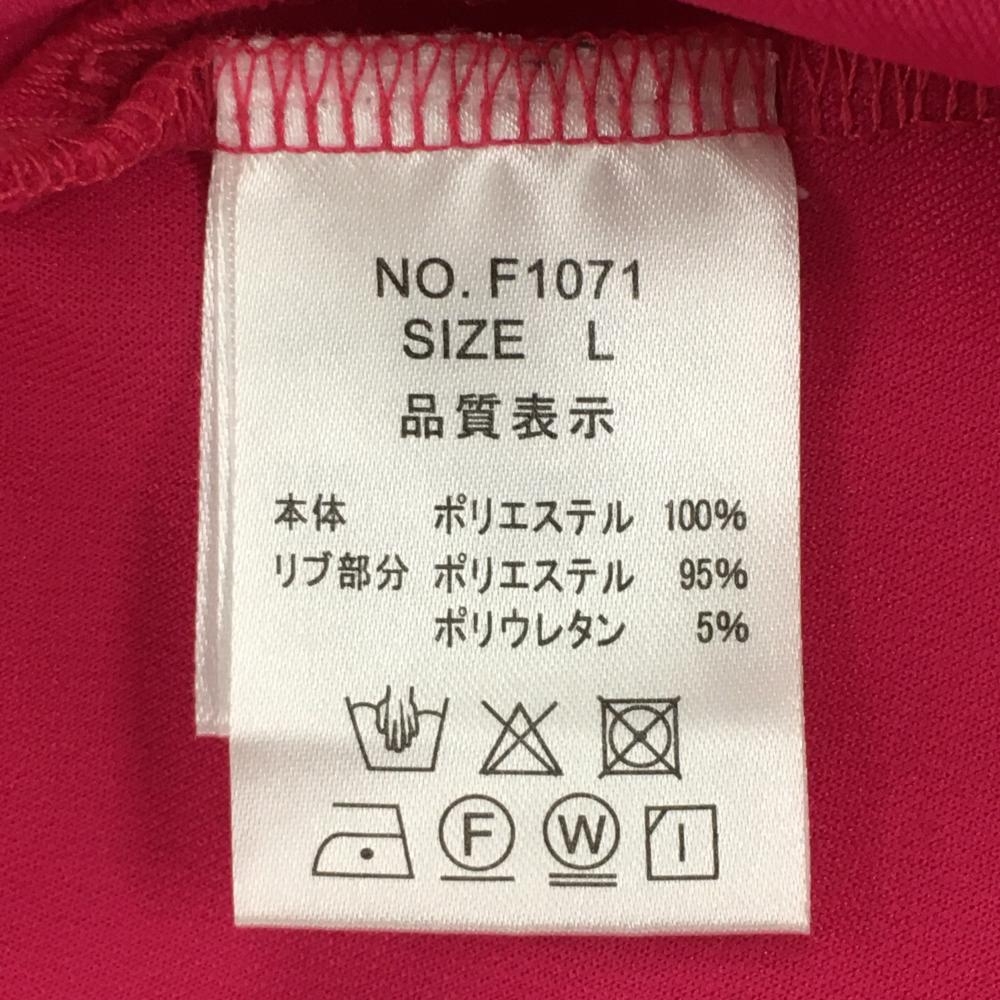 NO. F1071
SIZE L
品質表示
本体 ポリエステル 100%
リブ部分 ポリエステル 95%
ポリウレタン 5%
F W